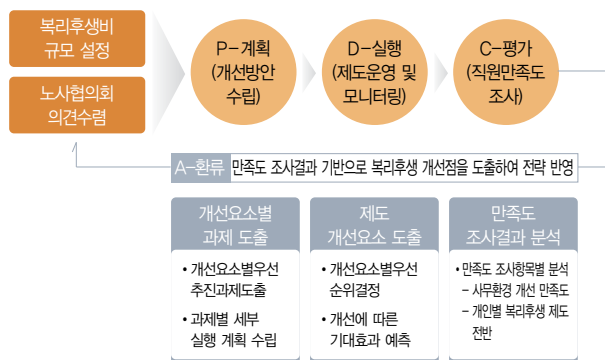 복리후생비
규모 설정
노사협의회
의견수렴
P-계획
(개선방안
수립)
D-실행
(제도운영 및
모니터링)
C-평가
(직원만족도
조사)
A-환류 만족도 조사결과 기반으로 복리후생 개선점을 도출하여 전략 반영
개선요소별
과제 도출
• 개선요소별우선
추진과제도출
• 과제별 세부
실행 계획 수립
제도
개선요소 도출
• 개선요소별우선
순위결정
• 개선에 따른
기대효과 예측
만족도
조사결과 분석
• 만족도 조사항목별 분석
- 사무환경 개선 만족도
- 개인별 복리후생 제도
전반